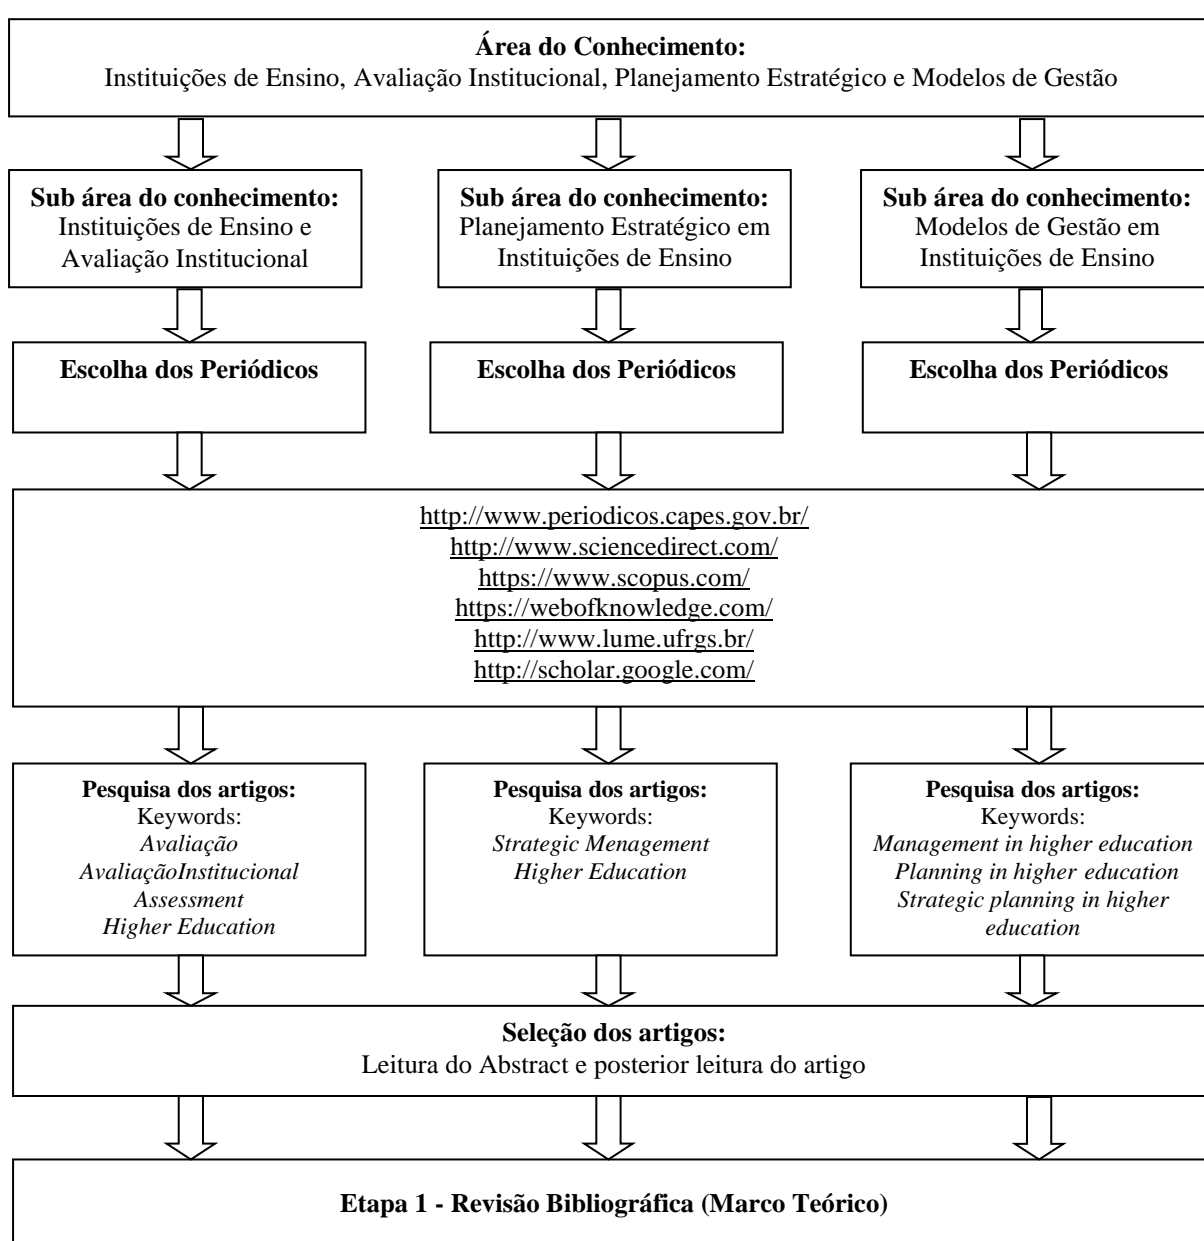 Área do Conhecimento:
Instituições de Ensino, Avaliação Institucional, Planejamento Estratégico e Modelos de Gestão
Sub área do conhecimento:
Instituições de Ensino e
Avaliação Institucional
Sub área do conhecimento:
Planejamento Estratégico em
Instituições de Ensino
Sub área do conhecimento:
Modelos de Gestão em
Instituições de Ensino
Escolha dos Periódicos
Escolha dos Periódicos
Escolha dos Periódicos
http://www.periodicos.capes.gov.br/
http://www.sciencedirect.com/
https://www.scopus.com/
https://webofknowledge.com/
http://www.lume.ufrgs.br/
http://scholar.google.com/
Pesquisa dos artigos:
Keywords:
Avaliação
AvaliaçãoInstitucional
Assessment
Higher Education
Pesquisa dos artigos:
Keywords:
Strategic Menagement
Higher Education
Pesquisa dos artigos:
Keywords:
Management in higher education
Planning in higher education
Strategic planning in higher
education
Seleção dos artigos:
Leitura do Abstract e posterior leitura do artigo
Etapa 1 - Revisão Bibliográfica (Marco Teórico)